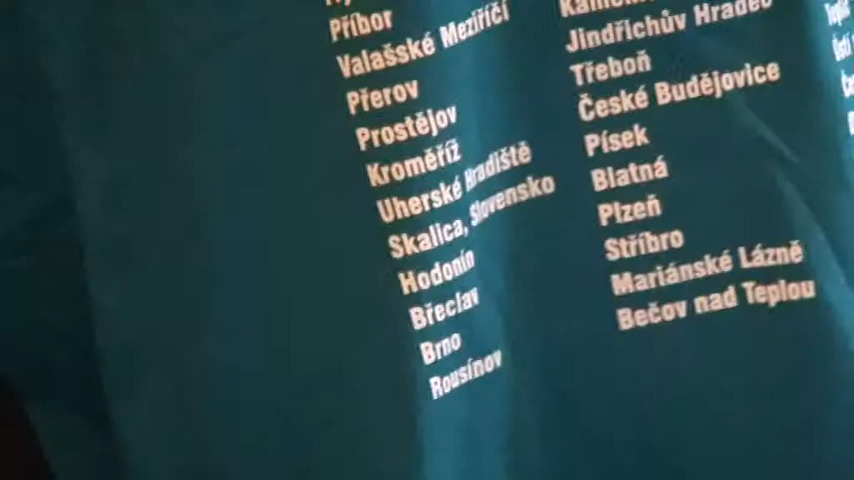 Příbor
Valašské Meziříčí
Přerov
Prostějov
Kroměříž
Uherské Hradiště
Skalica, Slovensko
Hodonín
Břeclav
Brno
Rousínov
Jindřichův Hradec
Třeboň
České Budějovice
Písek
Blatná
Plzeň
Stříbro
Mariánské Lázně
Bečov nad Teplou